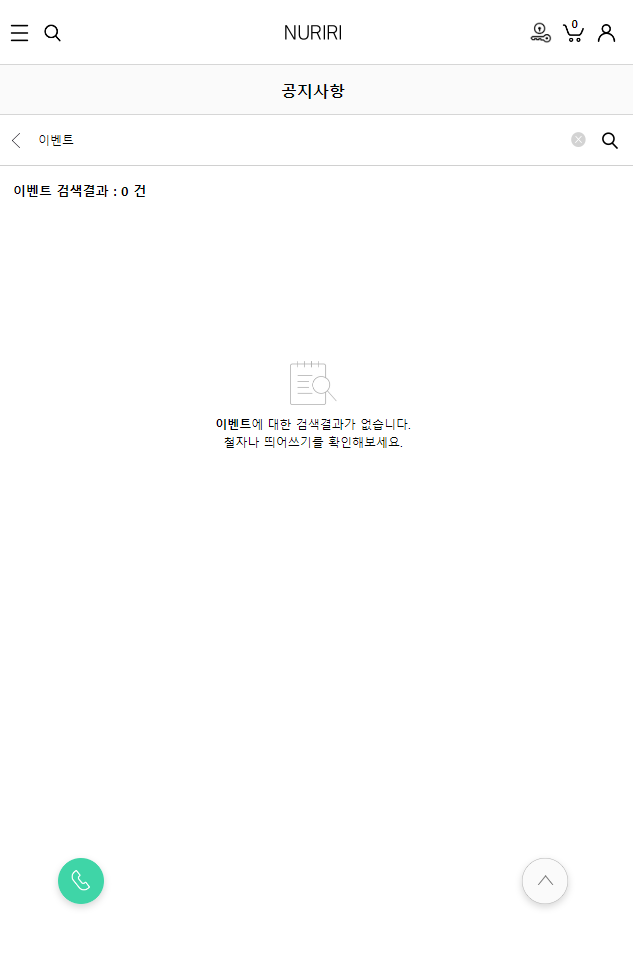 NURIRI
0
공지사항
이벤트
이벤트 검색결과 : 0 건
이벤트에 대한 검색결과가 없습니다.
철자나 띄어쓰기를 확인해보세요.